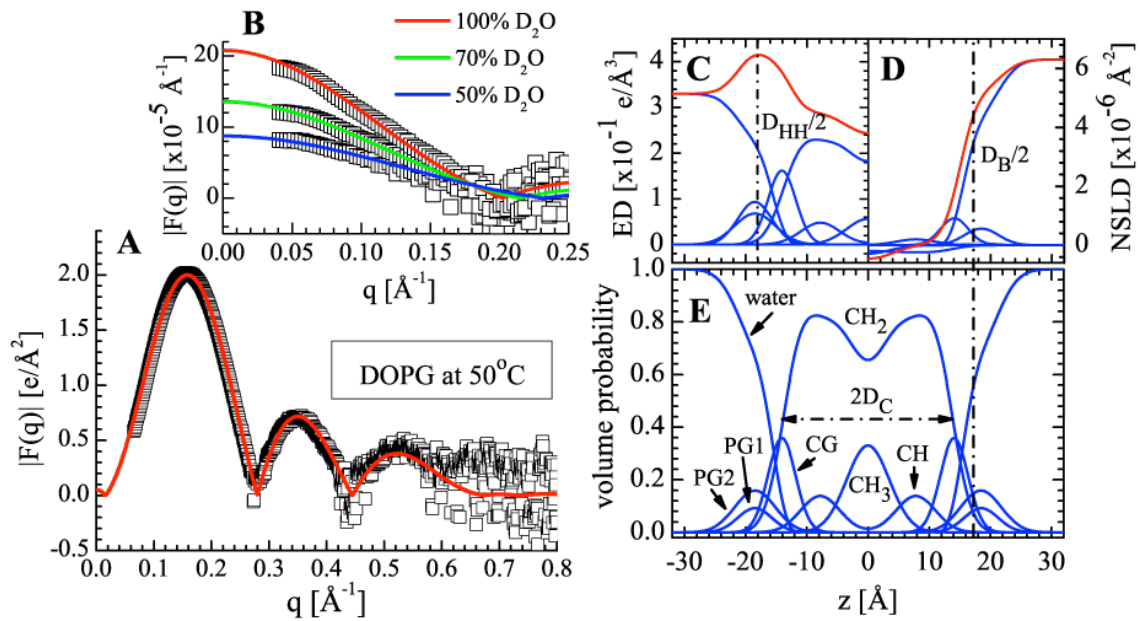 B
100% D₂O
70% D₂O
50% D₂O
|F(q)| [x10⁻⁵ Å⁻¹]
20
10
0
0.00 0.05 0.10 0.15 0.20 0.25
q [Å⁻¹]
A
|F(q)| [e/Å²]
2.0
1.5
1.0
0.5
0.0
-0.5
DOPG at 50°C
0.0 0.1 0.2 0.3 0.4 0.5 0.6 0.7 0.8
q [Å⁻¹]
C
ED [x10⁻¹ e/Å³]
4
3
2
1
0
D_HH/2
D
D_B/2
6
4
2
0
NSLD [x10⁻⁶ Å⁻²]
E
volume probability
1.0
0.8
0.6
0.4
0.2
0.0
water
CH₂
2D_C
PG1
PG2
CG
CH₃
CH
-30 -20 -10 0 10 20 30
z [Å]